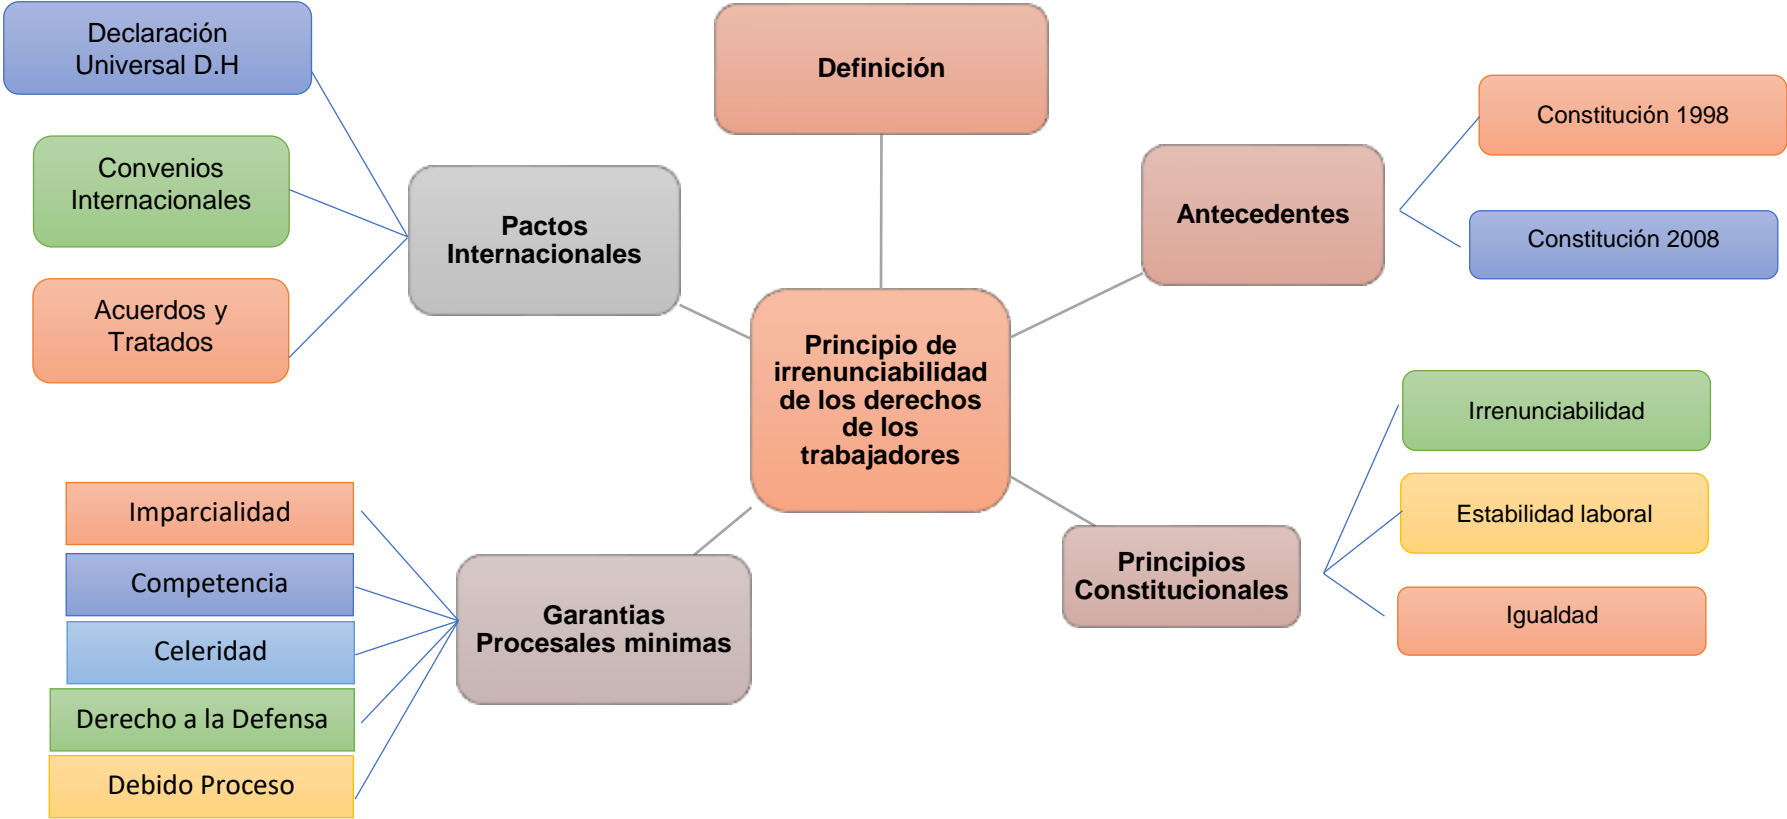 Declaración
Universal D.H
Convenios
Internacionales
Acuerdos y
Tratados
Pactos
Internacionales
Definición
Antecedentes
Constitución 1998
Constitución 2008
Principio de
irrenunciabilidad
de los derechos
de los
trabajadores
Irrenunciabilidad
Estabilidad laboral
Igualdad
Principios
Constitucionales
Garantias
Procesales minimas
Imparcialidad
Competencia
Celeridad
Derecho a la Defensa
Debido Proceso